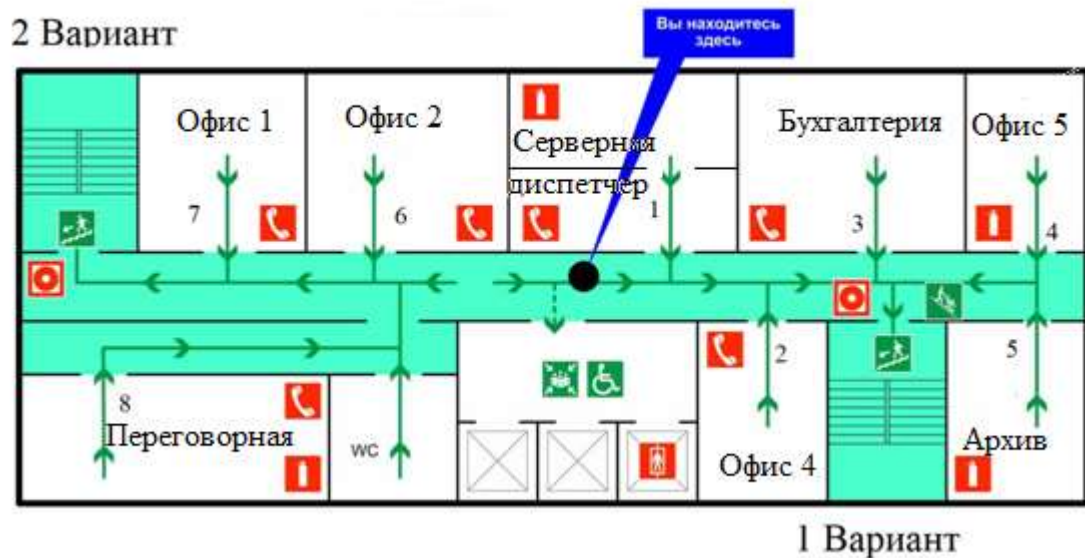 2 Вариант
Вы находитесь
здесь
Офис 1
Офис 2
Серверная
диспетчер
Бухгалтерия
Офис 5
7
6
1
3
4
8
Переговорная
WC
2
Офис 4
5
Архив
1 Вариант